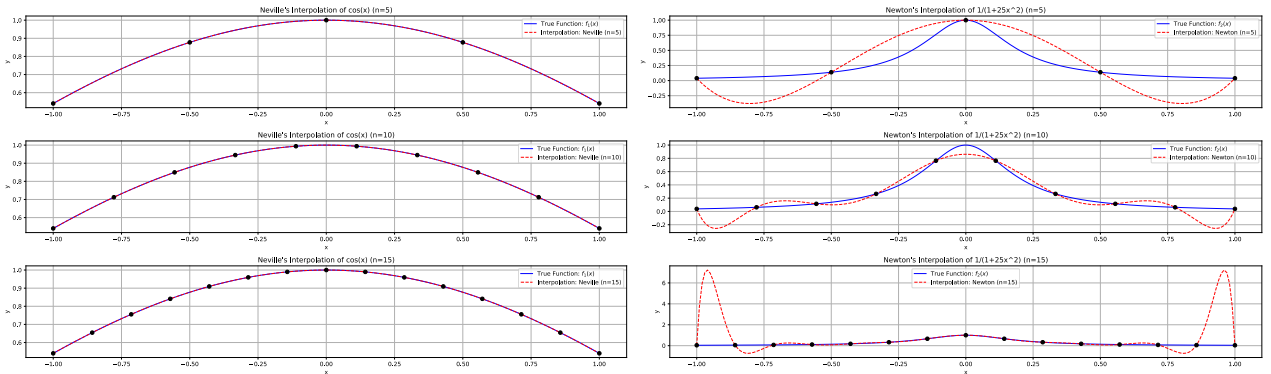 Neville's Interpolation of cos(x) (n=5)
y
1.0
0.9
0.8
0.7
0.6
True Function: f₁(x)
Interpolation: Neville (n=5)
−1.00 −0.75 −0.50 −0.25 0.00 0.25 0.50 0.75 1.00
x
Newton's Interpolation of 1/(1+25x^2) (n=5)
y
1.00
0.75
0.50
0.25
0.00
−0.25
True Function: f₂(x)
Interpolation: Newton (n=5)
−1.00 −0.75 −0.50 −0.25 0.00 0.25 0.50 0.75 1.00
x
Neville's Interpolation of cos(x) (n=10)
y
1.0
0.9
0.8
0.7
0.6
True Function: f₁(x)
Interpolation: Neville (n=10)
−1.00 −0.75 −0.50 −0.25 0.00 0.25 0.50 0.75 1.00
x
Newton's Interpolation of 1/(1+25x^2) (n=10)
y
1.0
0.8
0.6
0.4
0.2
0.0
−0.2
True Function: f₂(x)
Interpolation: Newton (n=10)
−1.00 −0.75 −0.50 −0.25 0.00 0.25 0.50 0.75 1.00
x
Neville's Interpolation of cos(x) (n=15)
y
1.0
0.9
0.8
0.7
0.6
True Function: f₁(x)
Interpolation: Neville (n=15)
−1.00 −0.75 −0.50 −0.25 0.00 0.25 0.50 0.75 1.00
x
Newton's Interpolation of 1/(1+25x^2) (n=15)
y
6
4
2
0
True Function: f₂(x)
Interpolation: Newton (n=15)
−1.00 −0.75 −0.50 −0.25 0.00 0.25 0.50 0.75 1.00
x